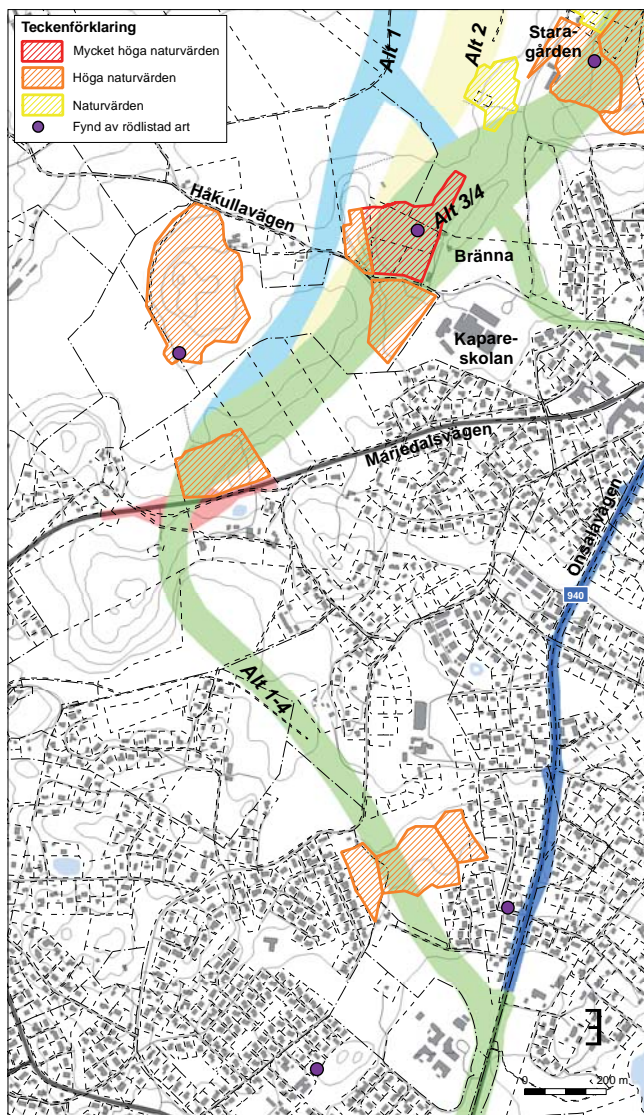 Teckenförklaring
Mycket höga naturvärden
Höga naturvärden
Naturvärden
Fynd av rödlistad art
Alt 1
Alt 2
Stara-
gården
Håkullavägen
Alt 3/4
Bränna
Kapare-
skolan
Mariedalsvägen
Onsalavägen
940
Alt 1-4
0
200 m